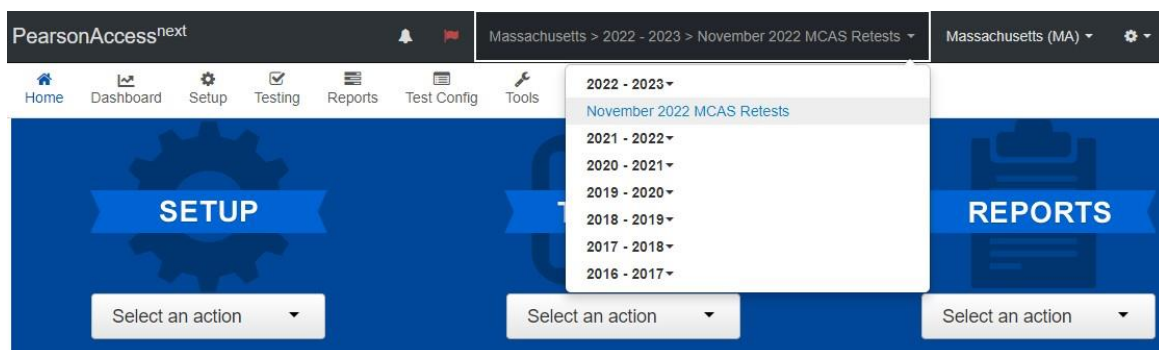 PearsonAccessnext
Massachusetts > 2022 - 2023 > November 2022 MCAS Retests
Massachusetts (MA)
Home
Dashboard
Setup
Testing
Reports
Test Config
Tools
2022 - 2023
November 2022 MCAS Retests
2021 - 2022
2020 - 2021
2019 - 2020
2018 - 2019
2017 - 2018
2016 - 2017
SETUP
REPORTS
Select an action
Select an action
Select an action